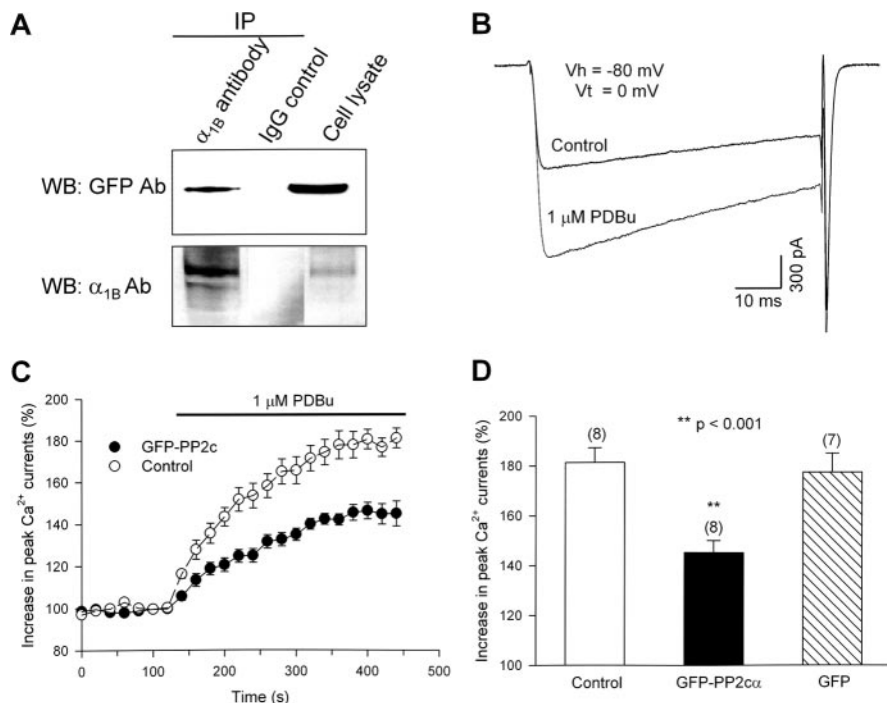 A
IP
α1B antibody
IgG control
Cell lysate
WB: GFP Ab
WB: α1B Ab
B
Vh = -80 mV
Vt = 0 mV
Control
1 μM PDBu
300 pA
10 ms
C
1 μM PDBu
GFP-PP2c
Control
Increase in peak Ca2+ currents (%)
200
180
160
140
120
100
80
0
100
200
300
400
500
Time (s)
D
** p < 0.001
Increase in peak Ca2+ currents (%)
200
180
160
140
120
100
(8)
**
(8)
(7)
Control
GFP-PP2cα
GFP